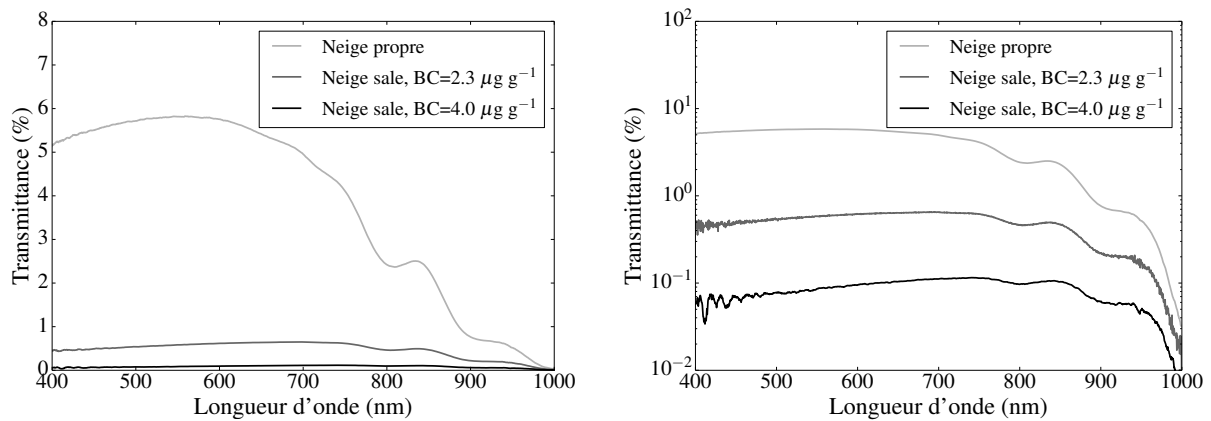 8
7
6
5
4
3
2
1
0
Transmittance (%)
Neige propre
Neige sale, BC=2.3 µg g⁻¹
Neige sale, BC=4.0 µg g⁻¹
400 500 600 700 800 900 1000
Longueur d'onde (nm)
10²
10¹
10⁰
10⁻¹
10⁻²
Transmittance (%)
Neige propre
Neige sale, BC=2.3 µg g⁻¹
Neige sale, BC=4.0 µg g⁻¹
400 500 600 700 800 900 1000
Longueur d'onde (nm)